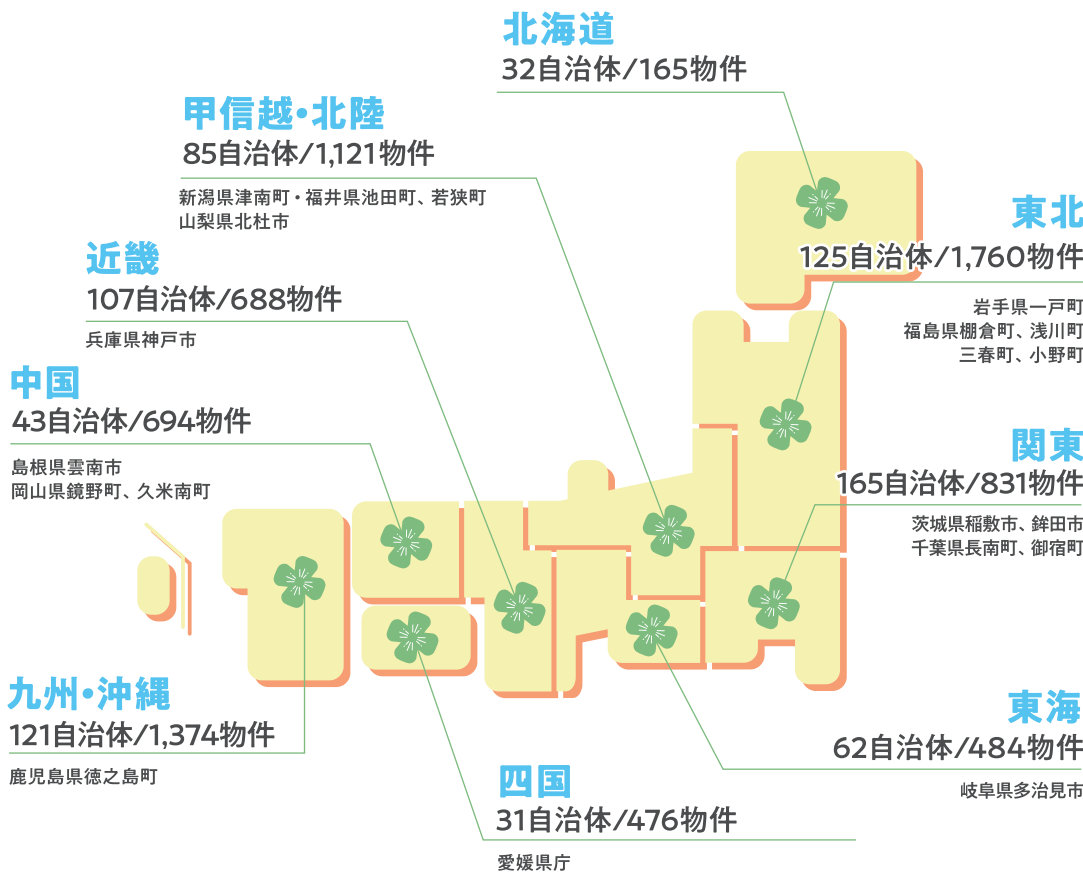 北海道
32自治体/165物件
甲信越・北陸
85自治体/1,121物件
新潟県津南町・福井県池田町、若狭町
山梨県北杜市
東北
125自治体/1,760物件
岩手県一戸町
福島県棚倉町、浅川町
三春町、小野町
近畿
107自治体/688物件
兵庫県神戸市
中国
43自治体/694物件
島根県雲南市
岡山県鏡野町、久米南町
関東
165自治体/831物件
茨城県稲敷市、鉾田市
千葉県長南町、御宿町
九州・沖縄
121自治体/1,374物件
鹿児島県徳之島町
東海
62自治体/484物件
岐阜県多治見市
四国
31自治体/476物件
愛媛県庁